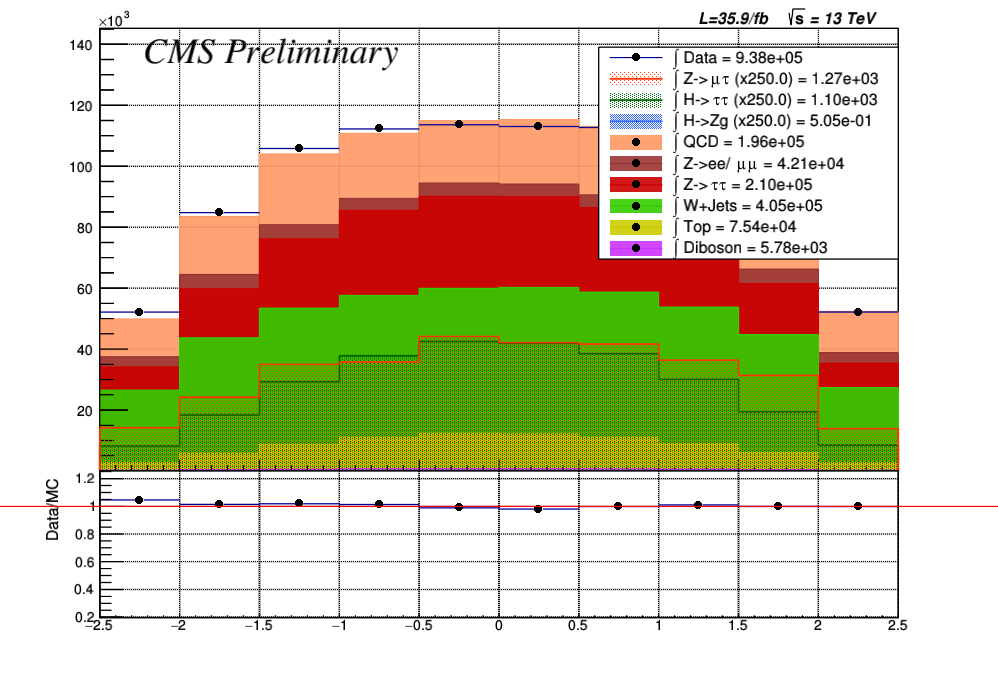 ×10³
L=35.9/fb √s = 13 TeV
CMS Preliminary
140
120
100
80
60
40
20
∫ Data = 9.38e+05
∫ Z->μτ (x250.0) = 1.27e+03
∫ H->ττ (x250.0) = 1.10e+03
∫ H->Zg (x250.0) = 5.05e-01
∫ QCD = 1.96e+05
∫ Z->ee/ μμ = 4.21e+04
∫ Z->ττ = 2.10e+05
∫ W+Jets = 4.05e+05
∫ Top = 7.54e+04
∫ Diboson = 5.78e+03
Data/MC
1.2
1
0.8
0.6
0.4
0.2
−2.5 −2 −1.5 −1 −0.5 0 0.5 1 1.5 2 2.5